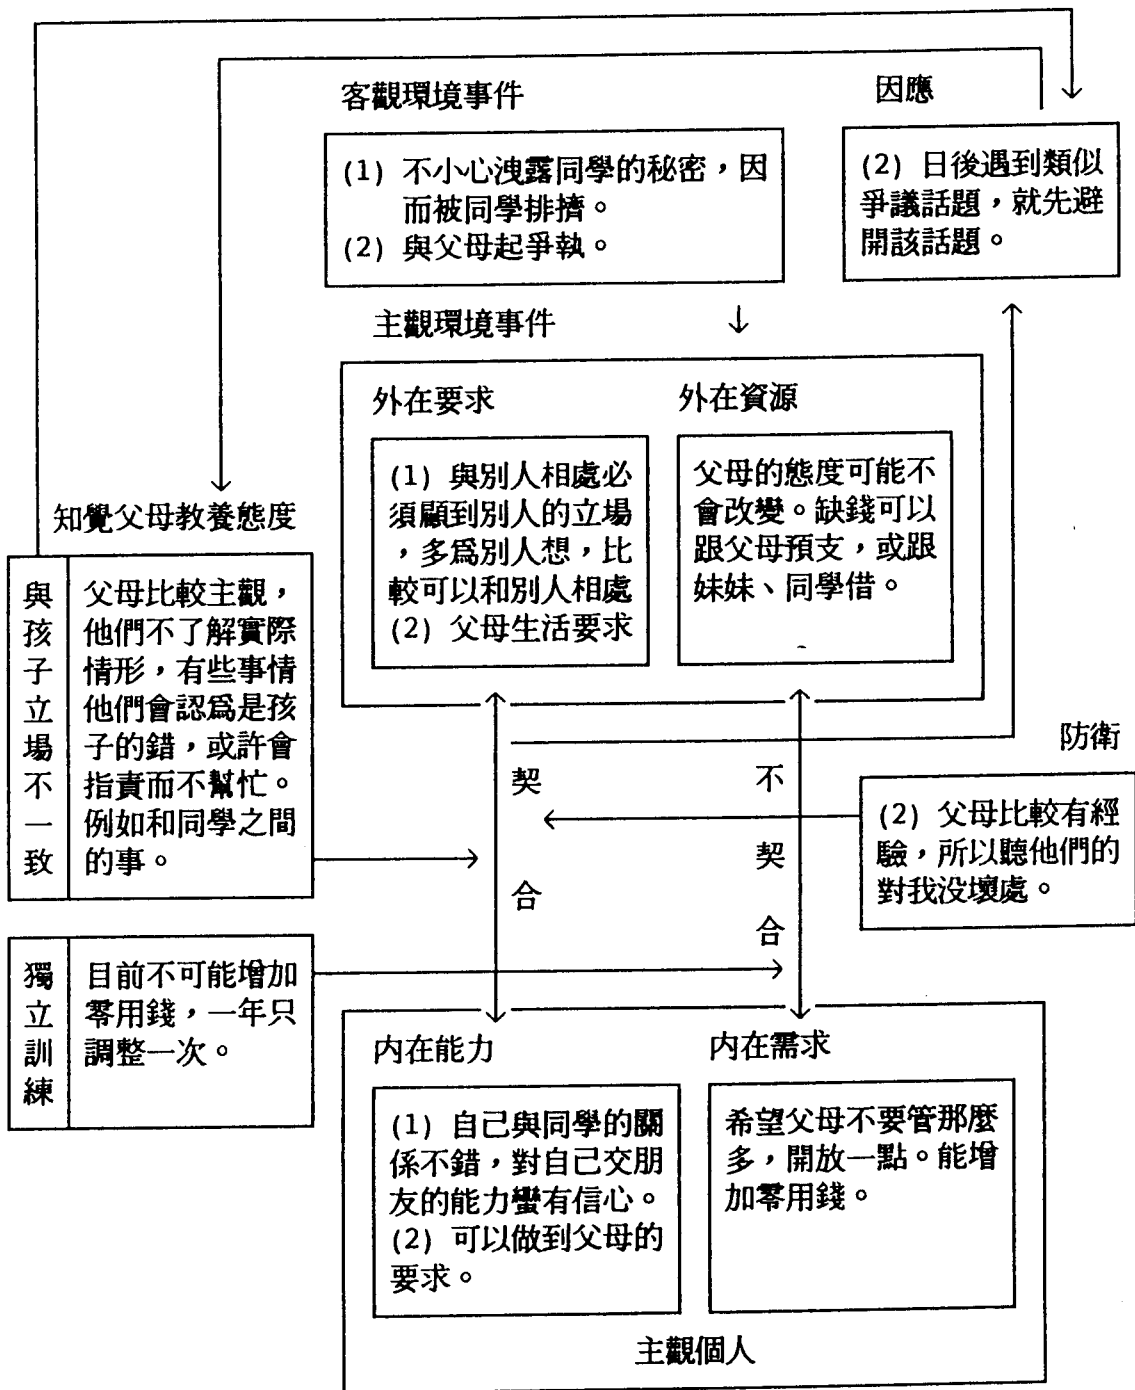 客觀環境事件
因應
(1) 不小心洩露同學的秘密，因
而被同學排擠。
(2) 與父母起爭執。
(2) 日後遇到類似
爭議話題，就先避
開該話題。
主觀環境事件
外在要求
外在資源
(1) 與別人相處必
須顧到別人的立場
，多為別人想，比
較可以和別人相處
(2) 父母生活要求
父母的態度可能不
會改變。缺錢可以
跟父母預支，或跟
妹妹、同學借。
知覺父母教養態度
與孩子立場不一致
父母比較主觀，
他們不了解實際
情形，有些事情
他們會認爲是孩
子的錯，或許會
指責而不幫忙。
例如和同學之間
的事。
契合
不契合
防衛
(2) 父母比較有經
驗，所以聽他們的
對我没壞處。
獨立訓練
目前不可能增加
零用錢，一年只
調整一次。
内在能力
内在需求
(1) 自己與同學的關
係不錯，對自己交朋
友的能力蠻有信心。
(2) 可以做到父母的
要求。
希望父母不要管那麼
多，開放一點。能增
加零用錢。
主觀個人